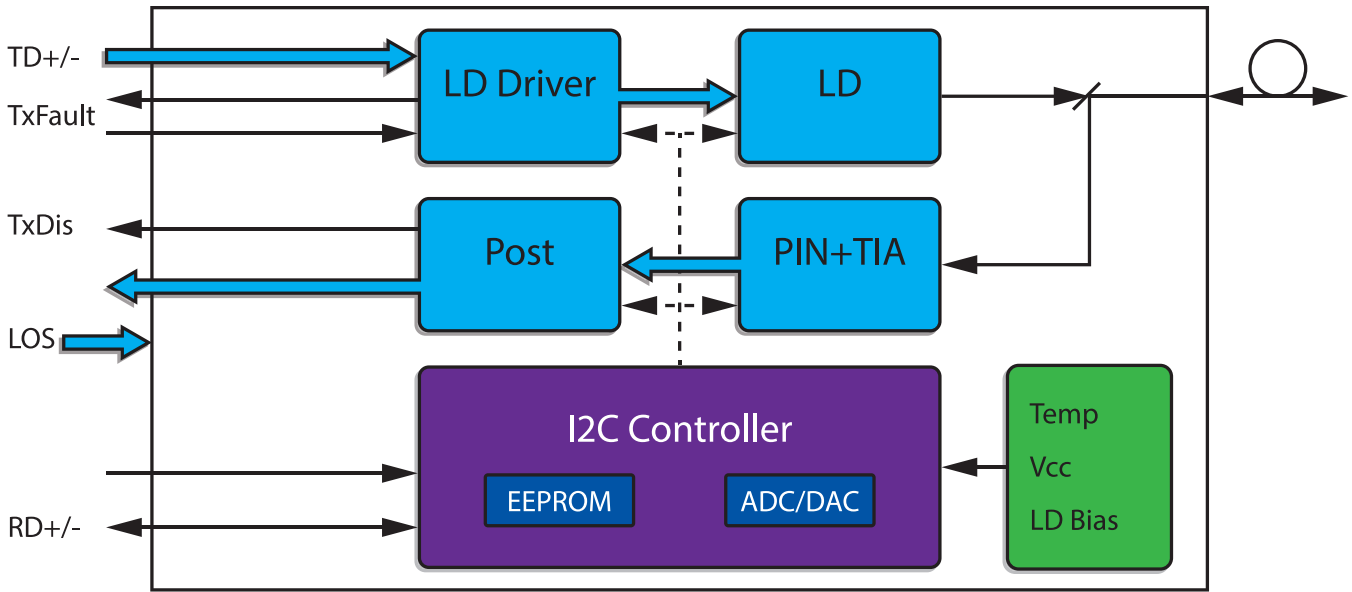 TD+/-
LD Driver
LD
TxFault
TxDis
Post
PIN+TIA
LOS
I2C Controller
EEPROM
ADC/DAC
Temp
Vcc
LD Bias
RD+/-